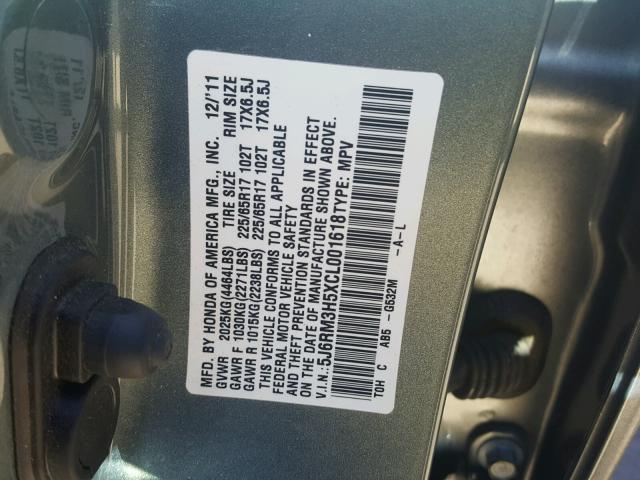 MFD. BY HONDA OF AMERICA MFG., INC. 12/11
GVWR 2025KG(4464LBS) TIRE SIZE RIM SIZE
GAWR F 1030KG(2271LBS) 225/65R17 102T 17X6.5J
GAWR R 1015KG(2238LBS) 225/65R17 102T 17X6.5J
THIS VEHICLE CONFORMS TO ALL APPLICABLE
FEDERAL MOTOR VEHICLE SAFETY
AND THEFT PREVENTION STANDARDS IN EFFECT
ON THE DATE OF MANUFACTURE SHOWN ABOVE.
V.I.N.: 5J6RM3H5XCL001618 TYPE: MPV
TOH C AB5 - G532M -A-L